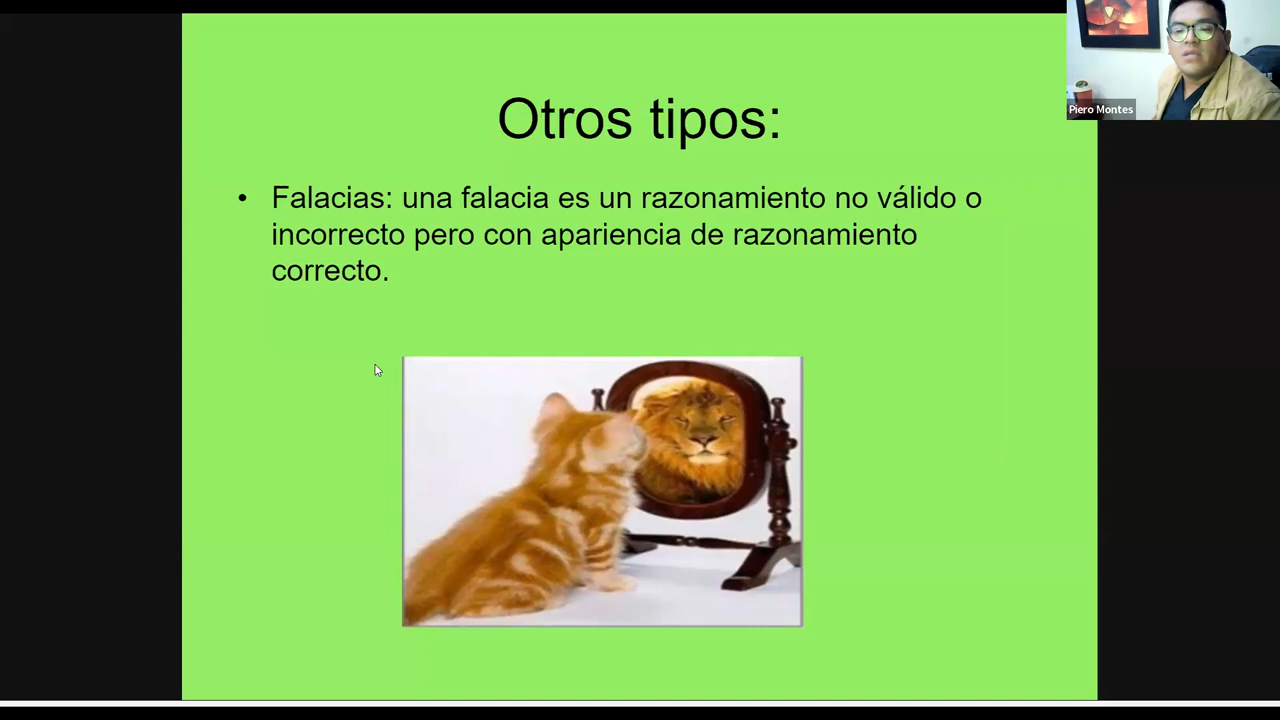 Piero Montes
Otros tipos:
• Falacias: una falacia es un razonamiento no válido o
incorrecto pero con apariencia de razonamiento
correcto.